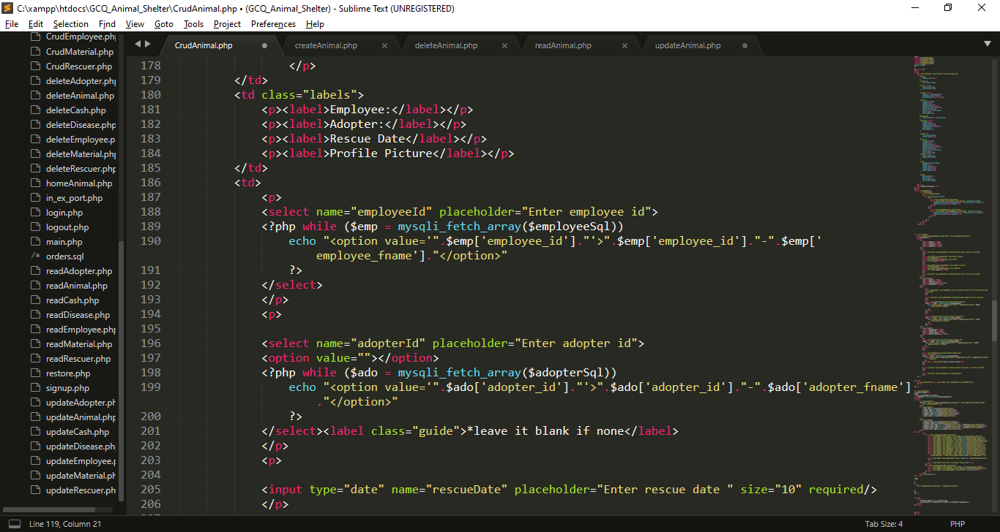 C:\xampp\htdocs\GCQ_Animal_Shelter\CrudAnimal.php • (GCQ_Animal_Shelter) - Sublime Text (UNREGISTERED)
File Edit Selection Find View Goto Tools Project Preferences Help
CrudEmployee.ph
CrudMaterial.php
CrudRescuer.php
deleteAdopter.ph
deleteAnimal.php
deleteCash.php
deleteDisease.php
deleteEmployee.p
deleteMaterial.ph
deleteRescuer.php
homeAnimal.php
in_ex_port.php
login.php
logout.php
main.php
/* orders.sql
readAdopter.php
readAnimal.php
readCash.php
readDisease.php
readEmployee.php
readMaterial.php
readRescuer.php
restore.php
signup.php
updateAdopter.ph
updateAnimal.php
updateCash.php
updateDisease.ph
updateEmployee.p
updateMaterial.ph
updateRescuer.ph
CrudAnimal.php createAnimal.php × deleteAnimal.php × readAnimal.php × updateAnimal.php
178 </p>
179 </td>
180 <td class="labels">
181 <p><label>Employee:</label></p>
182 <p><label>Adopter:</label></p>
183 <p><label>Rescue Date</label></p>
184 <p><label>Profile Picture</label></p>
185 </td>
186 <td>
187 <p>
188 <select name="employeeId" placeholder="Enter employee id">
189 <?php while ($emp = mysqli_fetch_array($employeeSql))
190 echo "<option value='".$emp['employee_id']."'>".$emp['employee_id']."-".$emp['
employee_fname']."</option>"
191 ?>
192 </select>
193 </p>
194 <p>
195
196 <select name="adopterId" placeholder="Enter adopter id">
197 <option value=""></option>
198 <?php while ($ado = mysqli_fetch_array($adopterSql))
199 echo "<option value='".$ado['adopter_id']."'>".$ado['adopter_id']."-".$ado['adopter_fname']
."</option>"
200 ?>
201 </select><label class="guide">*leave it blank if none</label>
202 </p>
203 <p>
204
205 <input type="date" name="rescueDate" placeholder="Enter rescue date " size="10" required/>
206 </p>
Line 119, Column 21 Tab Size: 4 PHP